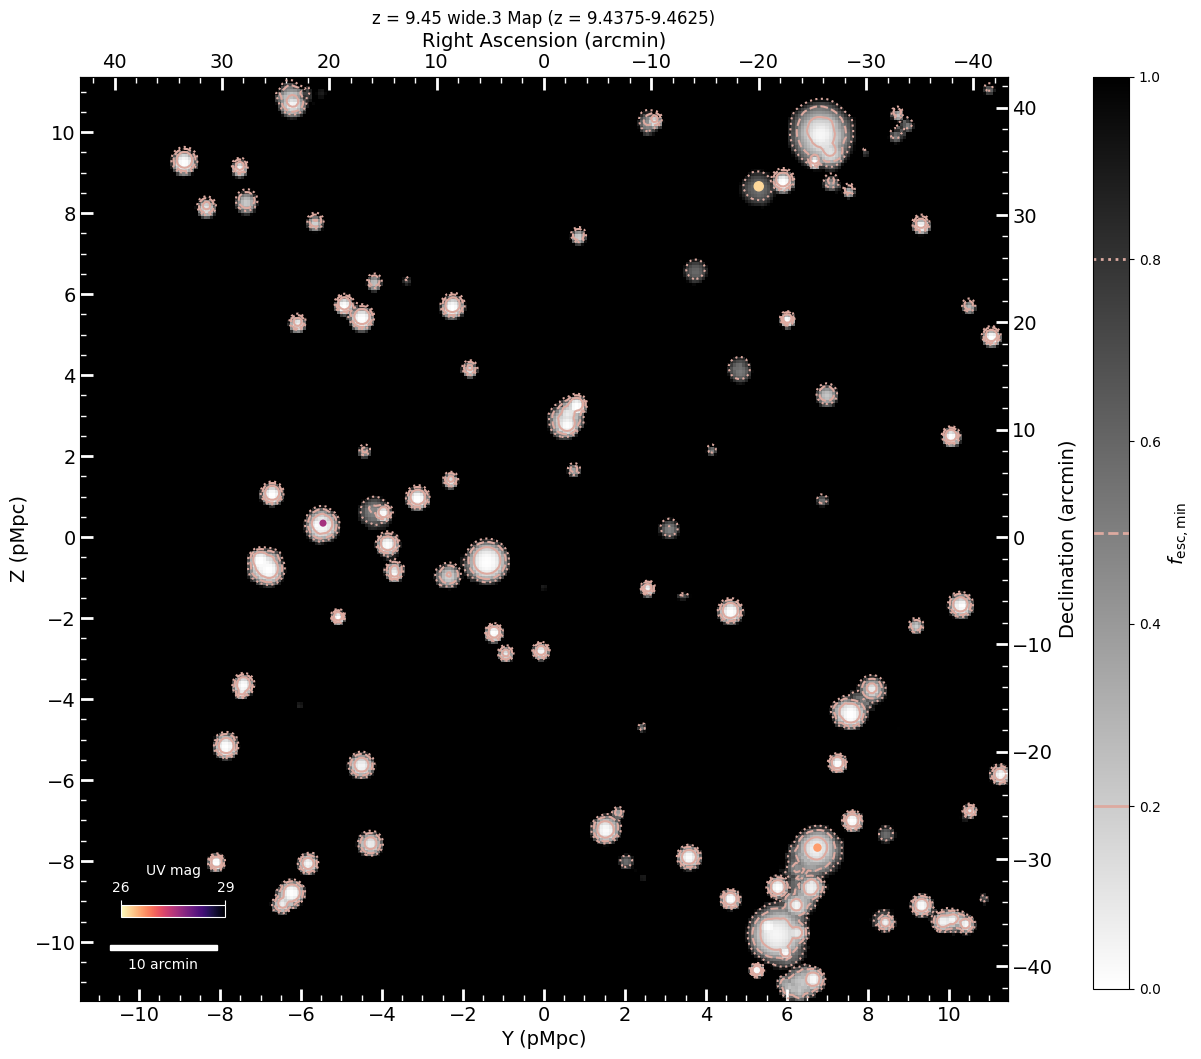 z = 9.45 wide.3 Map (z = 9.4375-9.4625)
Right Ascension (arcmin)
40 30 20 10 0 −10 −20 −30 −40
10
8
6
4
2
0
−2
−4
−6
−8
−10
Z (pMpc)
40
30
20
10
0
−10
−20
−30
−40
Declination (arcmin)
1.0
0.8
0.6
0.4
0.2
0.0
fesc,min
UV mag
26 29
10 arcmin
−10 −8 −6 −4 −2 0 2 4 6 8 10
Y (pMpc)